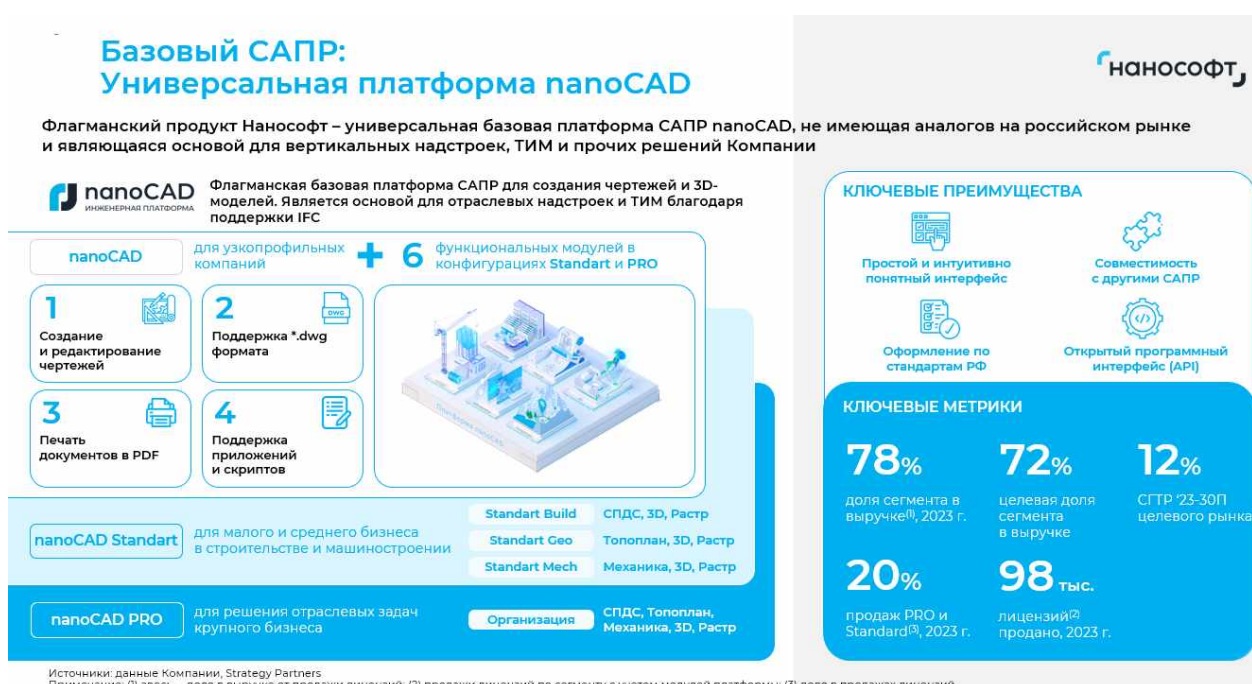 Базовый САПР:
Универсальная платформа nanoCAD
нанософт
Флагманский продукт Нанософт – универсальная базовая платформа САПР nanoCAD, не имеющая аналогов на российском рынке
и являющаяся основой для вертикальных надстроек, ТИМ и прочих решений Компании
nanoCAD
ИНЖЕНЕРНАЯ ПЛАТФОРМА
Флагманская базовая платформа САПР для создания чертежей и 3D-
моделей. Является основой для отраслевых надстроек и ТИМ благодаря
поддержки IFC
nanoCAD
для узкопрофильных
компаний
+
6
функциональных модулей в
конфигурациях Standart и PRO
1
Создание
и редактирование
чертежей
2
DWG
Поддержка *.dwg
формата
3
Печать
документов в PDF
4
Поддержка
приложений
и скриптов
Платформа nanoCAD
nanoCAD Standart
для малого и среднего бизнеса
в строительстве и машиностроении
Standart Build
СПДС, 3D, Растр
Standart Geo
Топоплан, 3D, Растр
Standart Mech
Механика, 3D, Растр
nanoCAD PRO
для решения отраслевых задач
крупного бизнеса
Организация
СПДС, Топоплан,
Механика, 3D, Растр
КЛЮЧЕВЫЕ ПРЕИМУЩЕСТВА
Простой и интуитивно
понятный интерфейс
Совместимость
с другими САПР
Оформление по
стандартам РФ
Открытый программный
интерфейс (API)
КЛЮЧЕВЫЕ МЕТРИКИ
78%
доля сегмента в
выручке(1), 2023 г.
72%
целевая доля
сегмента
в выручке
12%
СГТР '23-30П
целевого рынка
20%
продаж PRO и
Standard(3), 2023 г.
98 тыс.
лицензий(2)
продано, 2023 г.
Источники: данные Компании, Strategy Partners